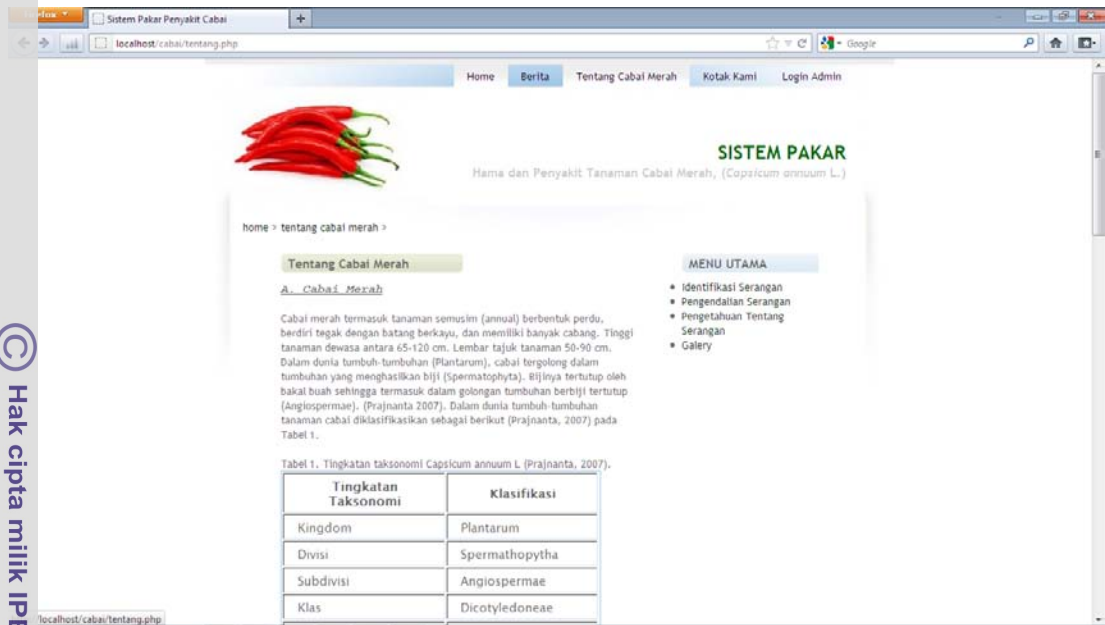 Sistem Pakar Penyakit Cabai
localhost/cabai/tentang.php
Google
Home Berita Tentang Cabai Merah Kotak Kami Login Admin
SISTEM PAKAR
Hama dan Penyakit Tanaman Cabai Merah, (Capsicum annuum L.)
home > tentang cabai merah >
Tentang Cabai Merah
A. Cabai Merah
Cabai merah termasuk tanaman semusim (annual) berbentuk perdu,
berdiri tegak dengan batang berkayu, dan memiliki banyak cabang. Tinggi
tanaman dewasa antara 65-120 cm. Lembar tajuk tanaman 50-90 cm.
Dalam dunia tumbuh-tumbuhan (Plantarum), cabai tergolong dalam
tumbuhan yang menghasilkan biji (Spermatophyta). Bijinya tertutup oleh
bakal buah sehingga termasuk dalam golongan tumbuhan berbiji tertutup
(Angiospermae). (Prajnanta 2007). Dalam dunia tumbuh-tumbuhan
tanaman cabai diklasifikasikan sebagai berikut (Prajnanta, 2007) pada
Tabel 1.
Tabel 1. Tingkatan taksonomi Capsicum annuum L (Prajnanta, 2007).
Tingkatan
Taksonomi
Klasifikasi
Kingdom Plantarum
Divisi Spermathopytha
Subdivisi Angiospermae
Klas Dicotyledoneae
MENU UTAMA
Identifikasi Serangan
Pengendalian Serangan
Pengetahuan Tentang
Serangan
Galery
/localhost/cabai/tentang.php
© Hak cipta milik IPB